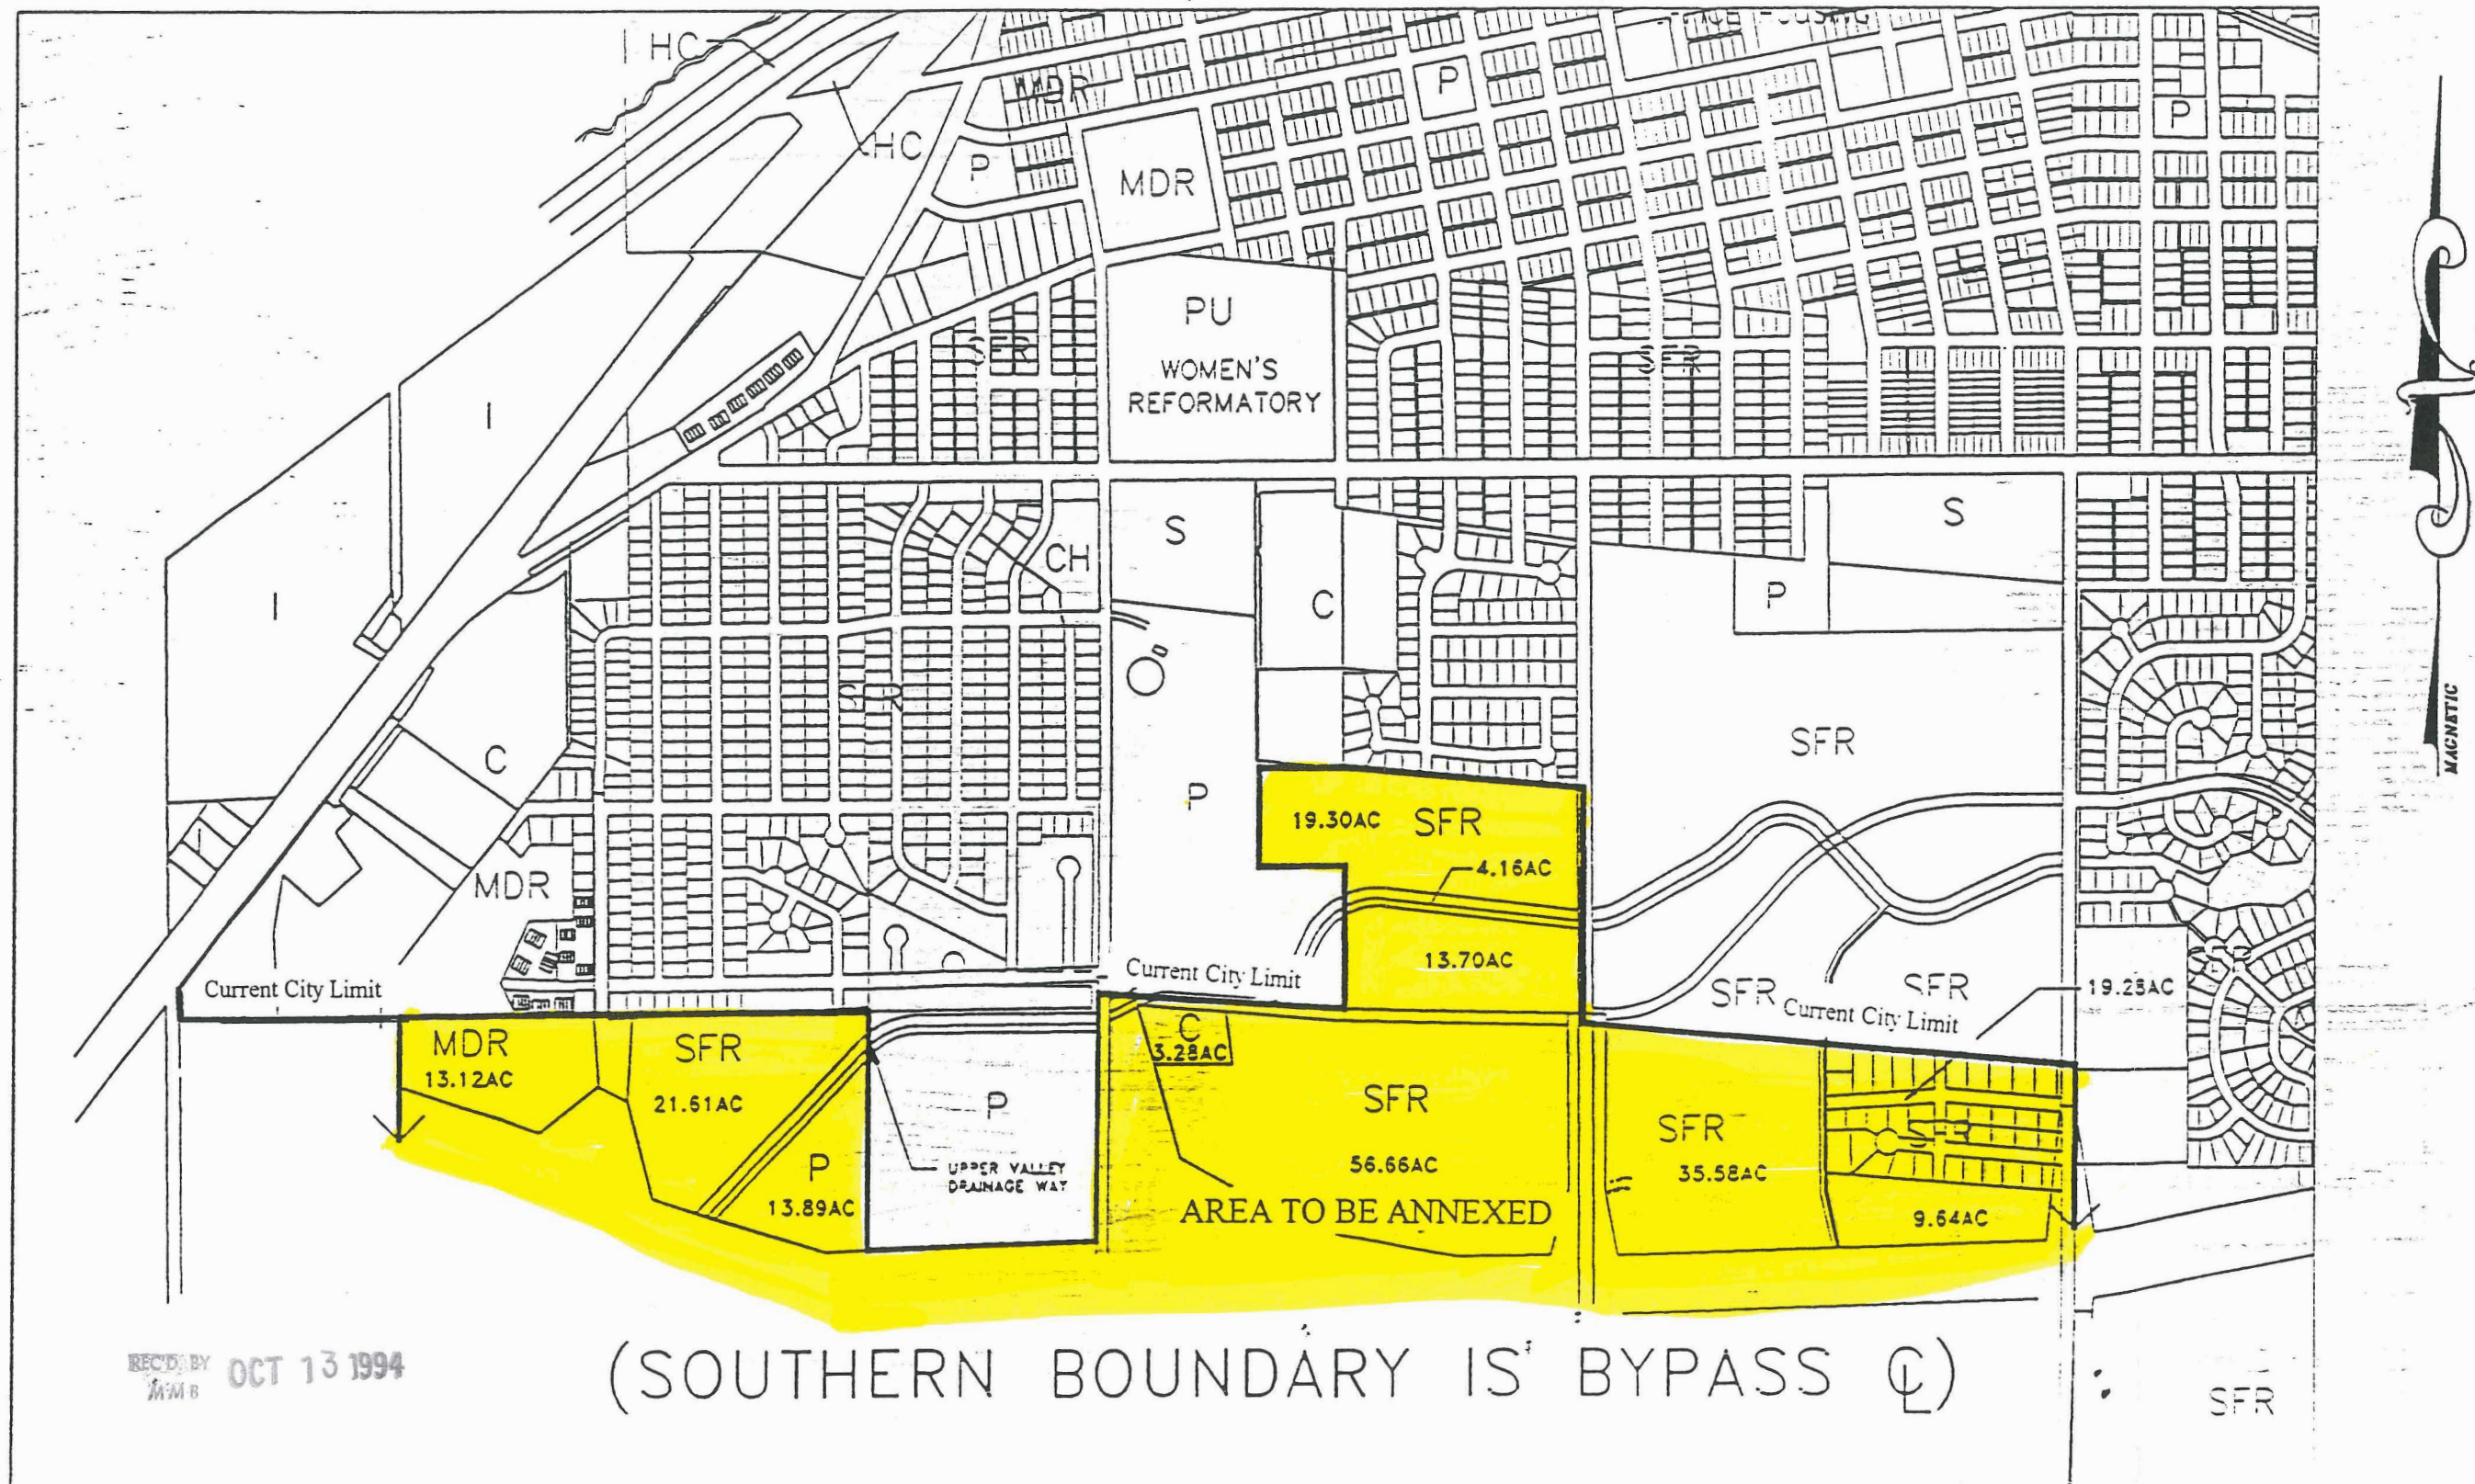 HC
HC
MDR
P
P
P
MDR
PU
WOMEN'S
REFORMATORY
SFR
SFR
I
I
S
S
CH
C
P
SFR
SFR
C
P
MDR
19.30AC
SFR
4.16AC
13.70AC
Current City Limit
Current City Limit
SFR
SFR
Current City Limit
19.28AC
MDR
13.12AC
SFR
21.61AC
P
13.89AC
P
UPPER VALLEY
DRAINAGE WAY
C
3.28AC
SFR
56.66AC
AREA TO BE ANNEXED
SFR
35.58AC
SFR
9.64AC
MAGNETIC
REC'D BY
MMB
OCT 13 1994
(SOUTHERN BOUNDARY IS BYPASS ℄)
SFR